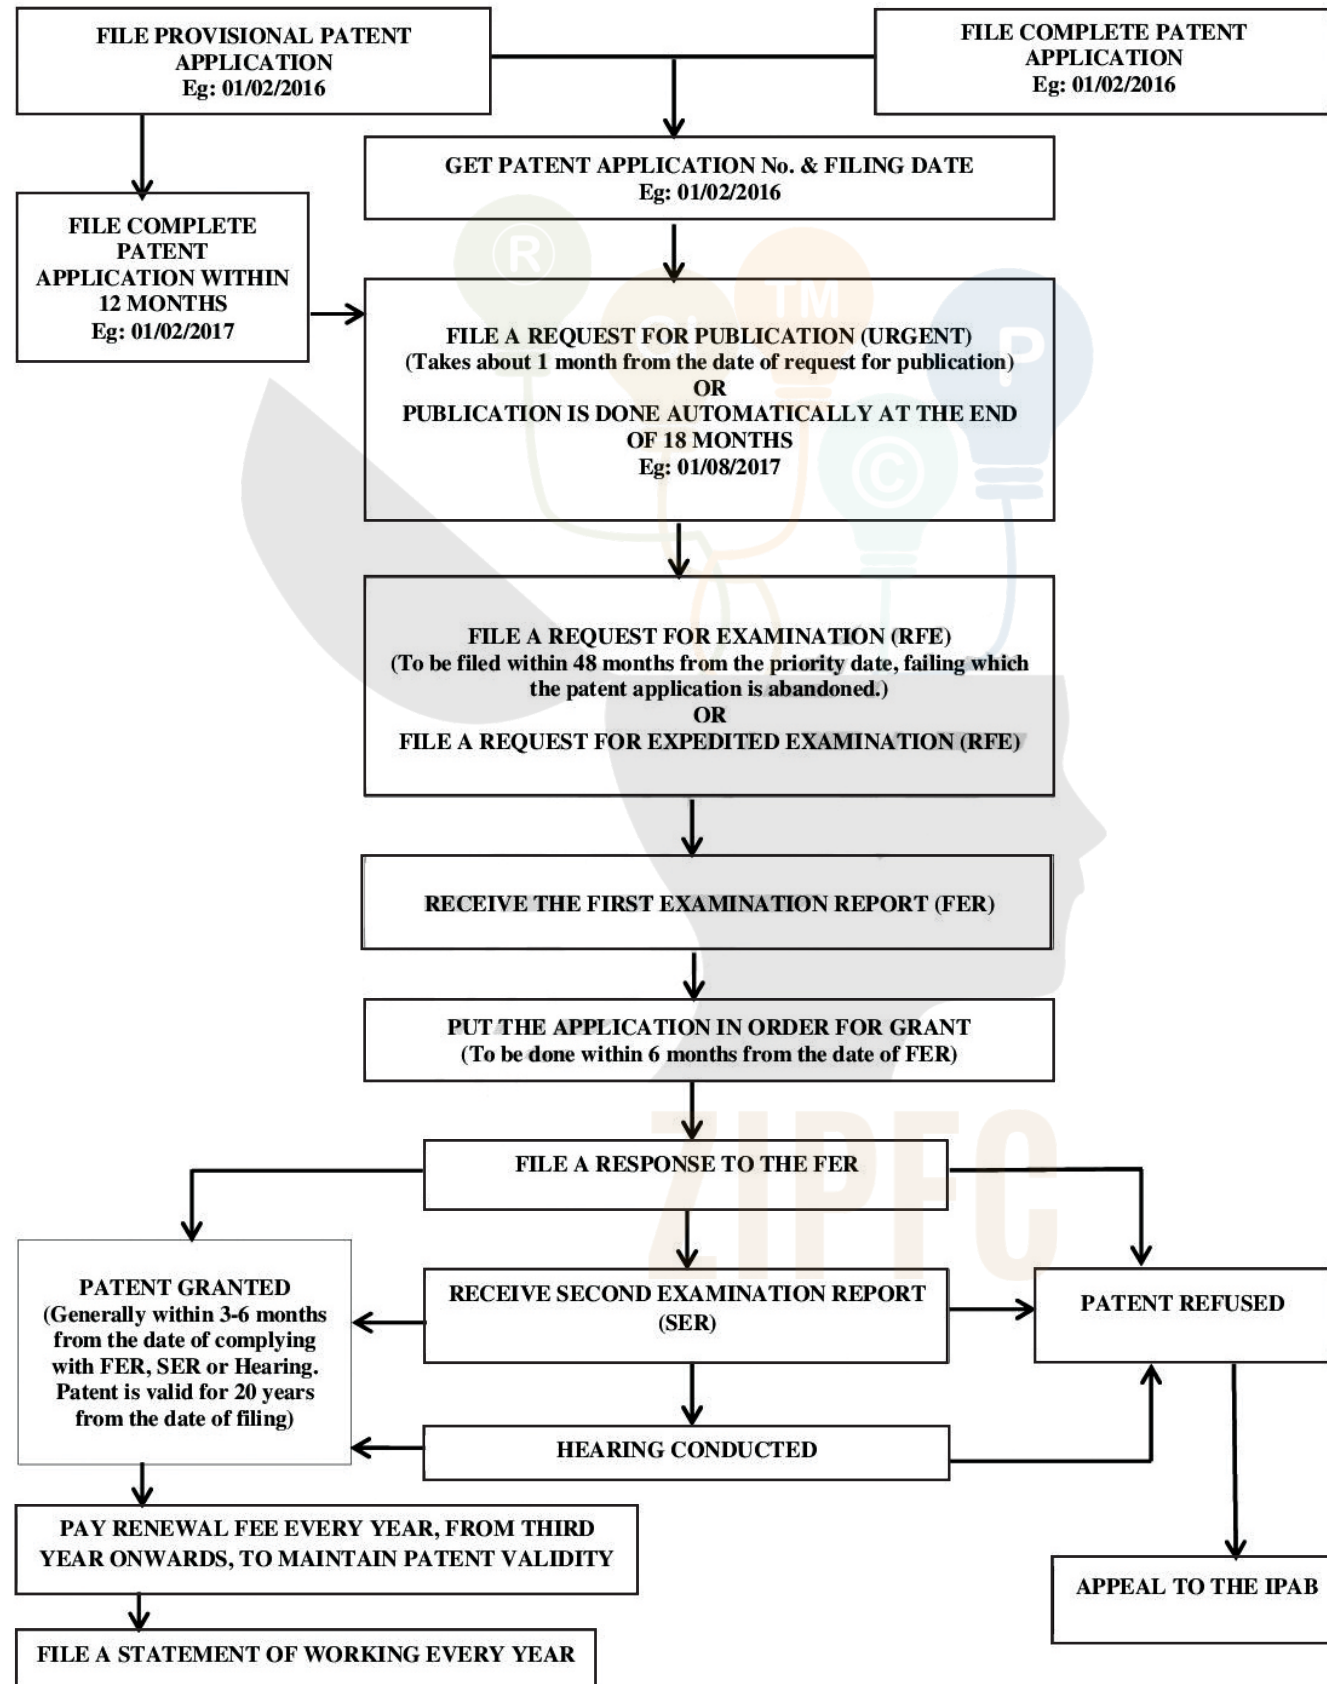 FILE PROVISIONAL PATENT
APPLICATION
Eg: 01/02/2016
FILE COMPLETE PATENT
APPLICATION
Eg: 01/02/2016
GET PATENT APPLICATION No. & FILING DATE
Eg: 01/02/2016
FILE COMPLETE
PATENT
APPLICATION WITHIN
12 MONTHS
Eg: 01/02/2017
R
Gi
TM
P
©
FILE A REQUEST FOR PUBLICATION (URGENT)
(Takes about 1 month from the date of request for publication)
OR
PUBLICATION IS DONE AUTOMATICALLY AT THE END
OF 18 MONTHS
Eg: 01/08/2017
FILE A REQUEST FOR EXAMINATION (RFE)
(To be filed within 48 months from the priority date, failing which
the patent application is abandoned.)
OR
FILE A REQUEST FOR EXPEDITED EXAMINATION (RFE)
RECEIVE THE FIRST EXAMINATION REPORT (FER)
PUT THE APPLICATION IN ORDER FOR GRANT
(To be done within 6 months from the date of FER)
ZIPFC
FILE A RESPONSE TO THE FER
PATENT GRANTED
(Generally within 3-6 months
from the date of complying
with FER, SER or Hearing.
Patent is valid for 20 years
from the date of filing)
RECEIVE SECOND EXAMINATION REPORT
(SER)
PATENT REFUSED
HEARING CONDUCTED
PAY RENEWAL FEE EVERY YEAR, FROM THIRD
YEAR ONWARDS, TO MAINTAIN PATENT VALIDITY
APPEAL TO THE IPAB
FILE A STATEMENT OF WORKING EVERY YEAR